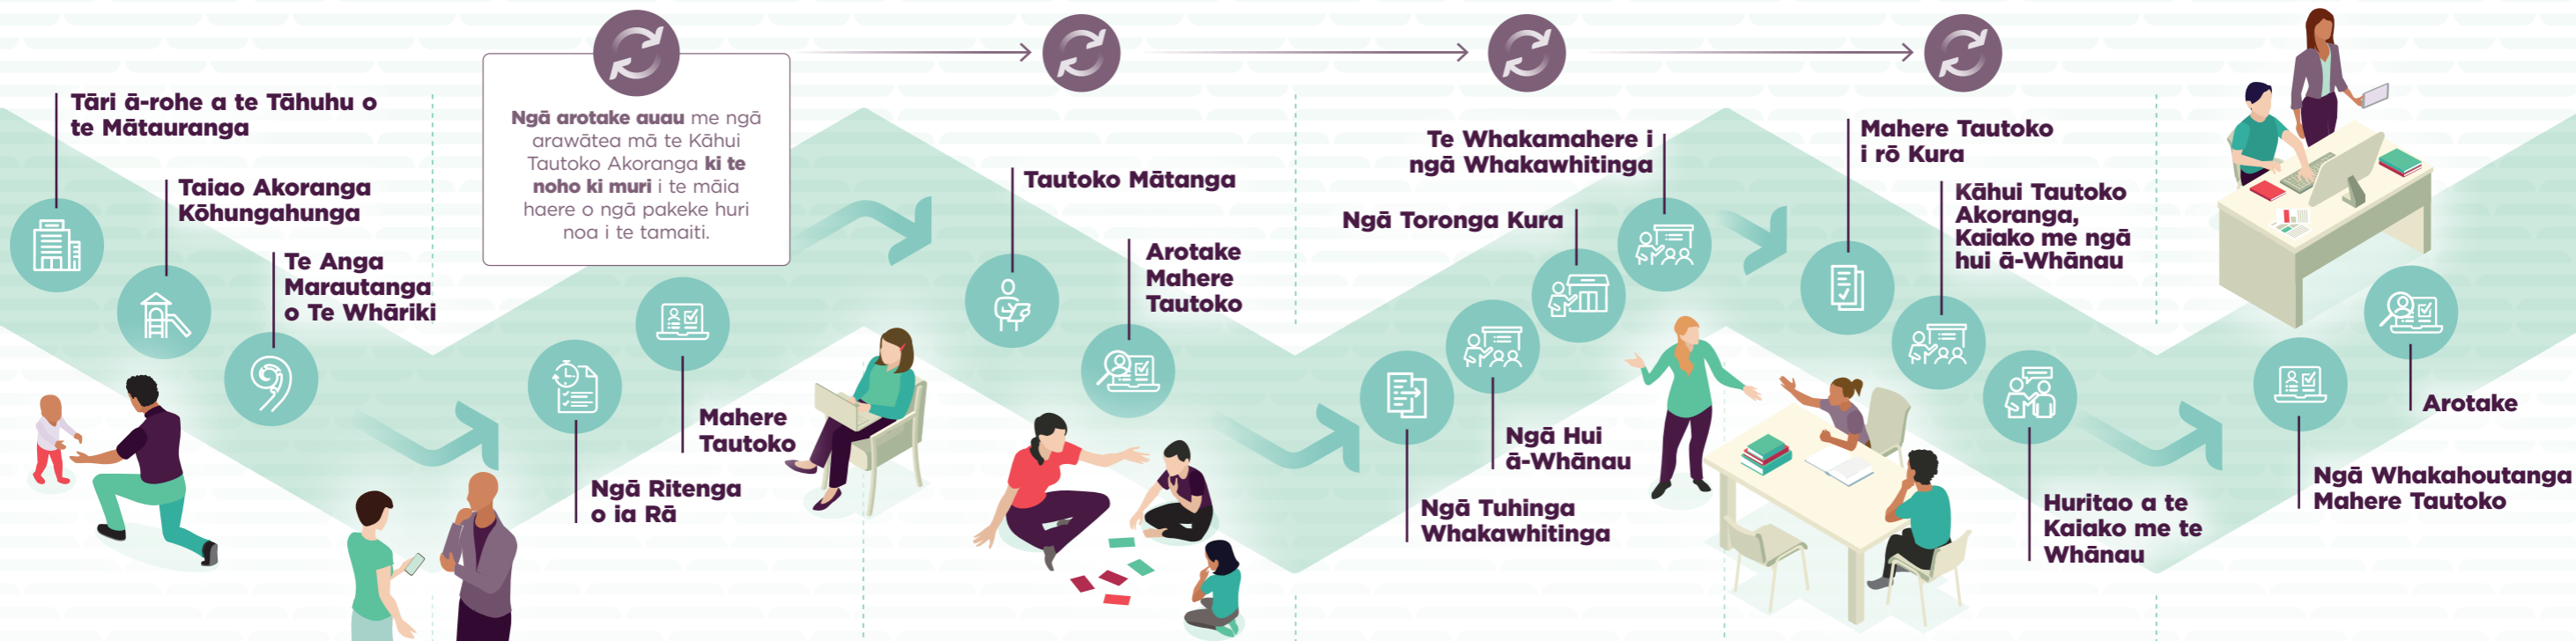 Tāri ā-rohe a te Tāhuhu o
te Mātauranga
Taiao Akoranga
Kōhungahunga
Te Anga
Marautanga
o Te Whāriki
Ngā arotake auau me ngā
arawātea mā te Kāhui
Tautoko Akoranga ki te
noho ki muri i te māia
haere o ngā pakeke huri
noa i te tamaiti.
Ngā Ritenga
o ia Rā
Mahere
Tautoko
Tautoko Mātanga
Arotake
Mahere
Tautoko
Ngā Tuhinga
Whakawhitinga
Ngā Hui
ā-Whānau
Ngā Toronga Kura
Te Whakamahere i
ngā Whakawhitinga
Mahere Tautoko
i rō Kura
Kāhui Tautoko
Akoranga,
Kaiako me ngā
hui ā-Whānau
Huritao a te
Kaiako me te
Whānau
Ngā Whakahoutanga
Mahere Tautoko
Arotake